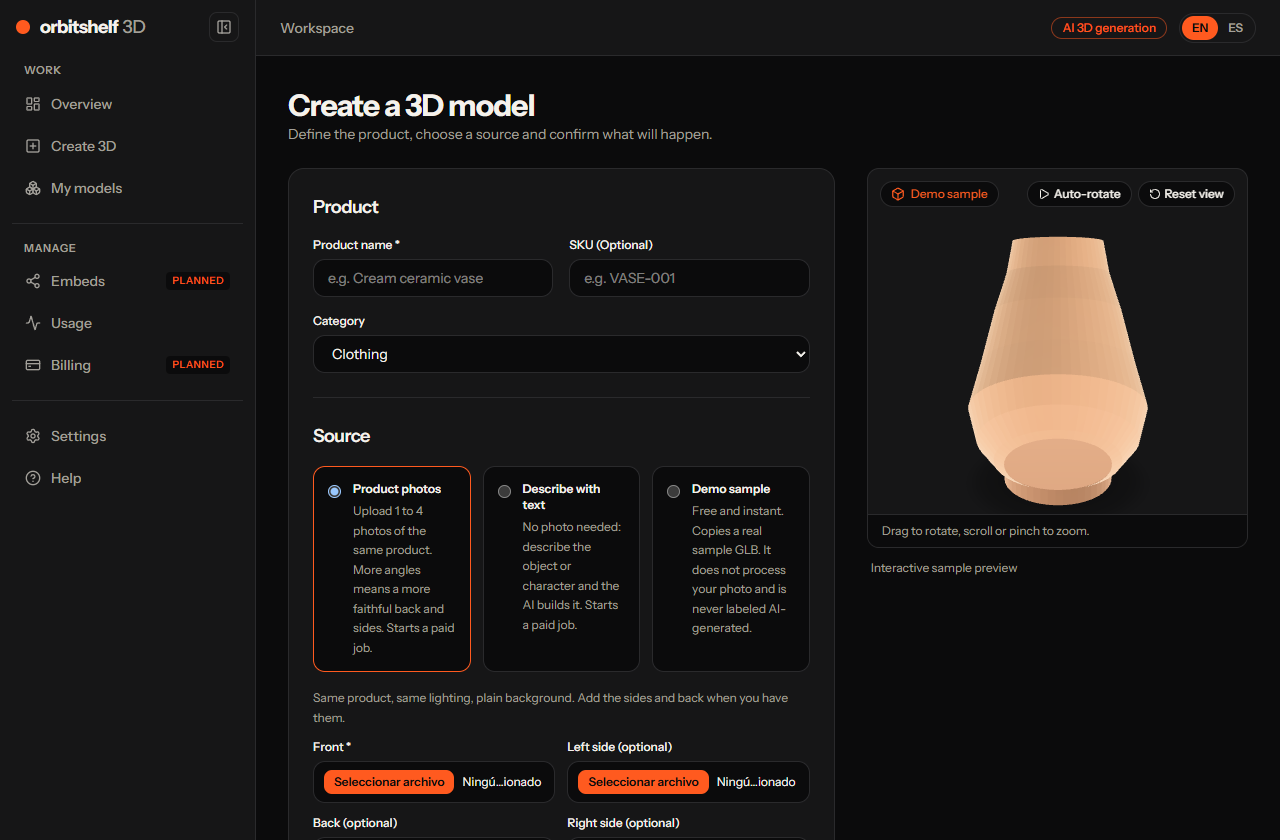 orbitshelf 3D
WORK
Overview
Create 3D
My models
MANAGE
Embeds PLANNED
Usage
Billing PLANNED
Settings
Help
Workspace
AI 3D generation
EN ES
Create a 3D model
Define the product, choose a source and confirm what will happen.
Product
Product name * SKU (Optional)
e.g. Cream ceramic vase e.g. VASE-001
Category
Clothing
Source
Product photos
Upload 1 to 4
photos of the
same product.
More angles
means a more
faithful back and
sides. Starts a paid
job.
Describe with
text
No photo needed:
describe the
object or
character and the
AI builds it. Starts
a paid job.
Demo sample
Free and instant.
Copies a real
sample GLB. It
does not process
your photo and is
never labeled AI-
generated.
Same product, same lighting, plain background. Add the sides and back when you have
them.
Front * Left side (optional)
Seleccionar archivo Ningú...ionado Seleccionar archivo Ningú...ionado
Back (optional) Right side (optional)
Demo sample Auto-rotate Reset view
Drag to rotate, scroll or pinch to zoom.
Interactive sample preview